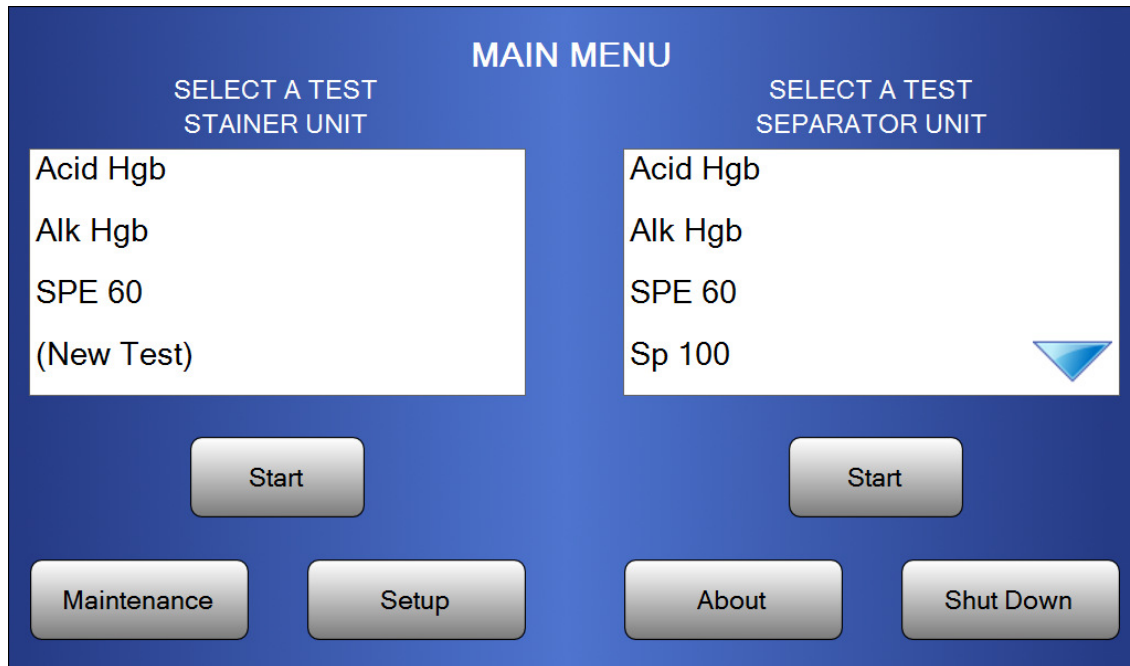 MAIN MENU
SELECT A TEST
STAINER UNIT
Acid Hgb
Alk Hgb
SPE 60
(New Test)
Start
SELECT A TEST
SEPARATOR UNIT
Acid Hgb
Alk Hgb
SPE 60
Sp 100
Start
Maintenance
Setup
About
Shut Down